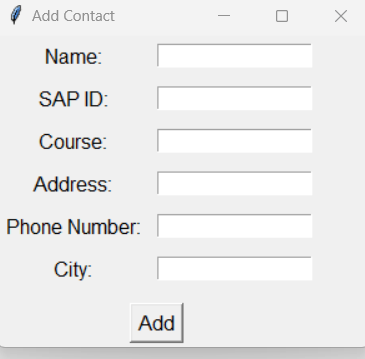 Add Contact
Name:
SAP ID:
Course:
Address:
Phone Number:
City:
Add